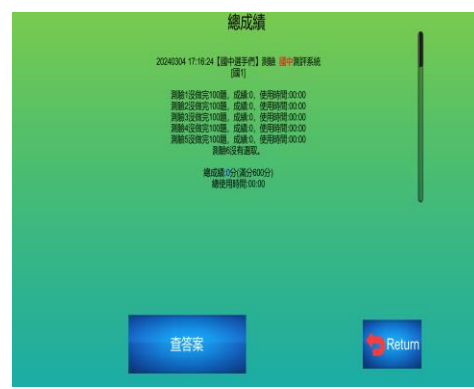 總成績
20240304 17:16:24【國中選手們】測驗 國中測評系統
[國1]
測驗1沒做完100題, 成績:0, 使用時間:00:00
測驗2沒做完100題, 成績:0, 使用時間:00:00
測驗3沒做完100題, 成績:0, 使用時間:00:00
測驗4沒做完100題, 成績:0, 使用時間:00:00
測驗5沒做完100題, 成績:0, 使用時間:00:00
測驗6沒有選取。
總成績:0分(滿分600分)
總使用時間:00:00
查答案
Return